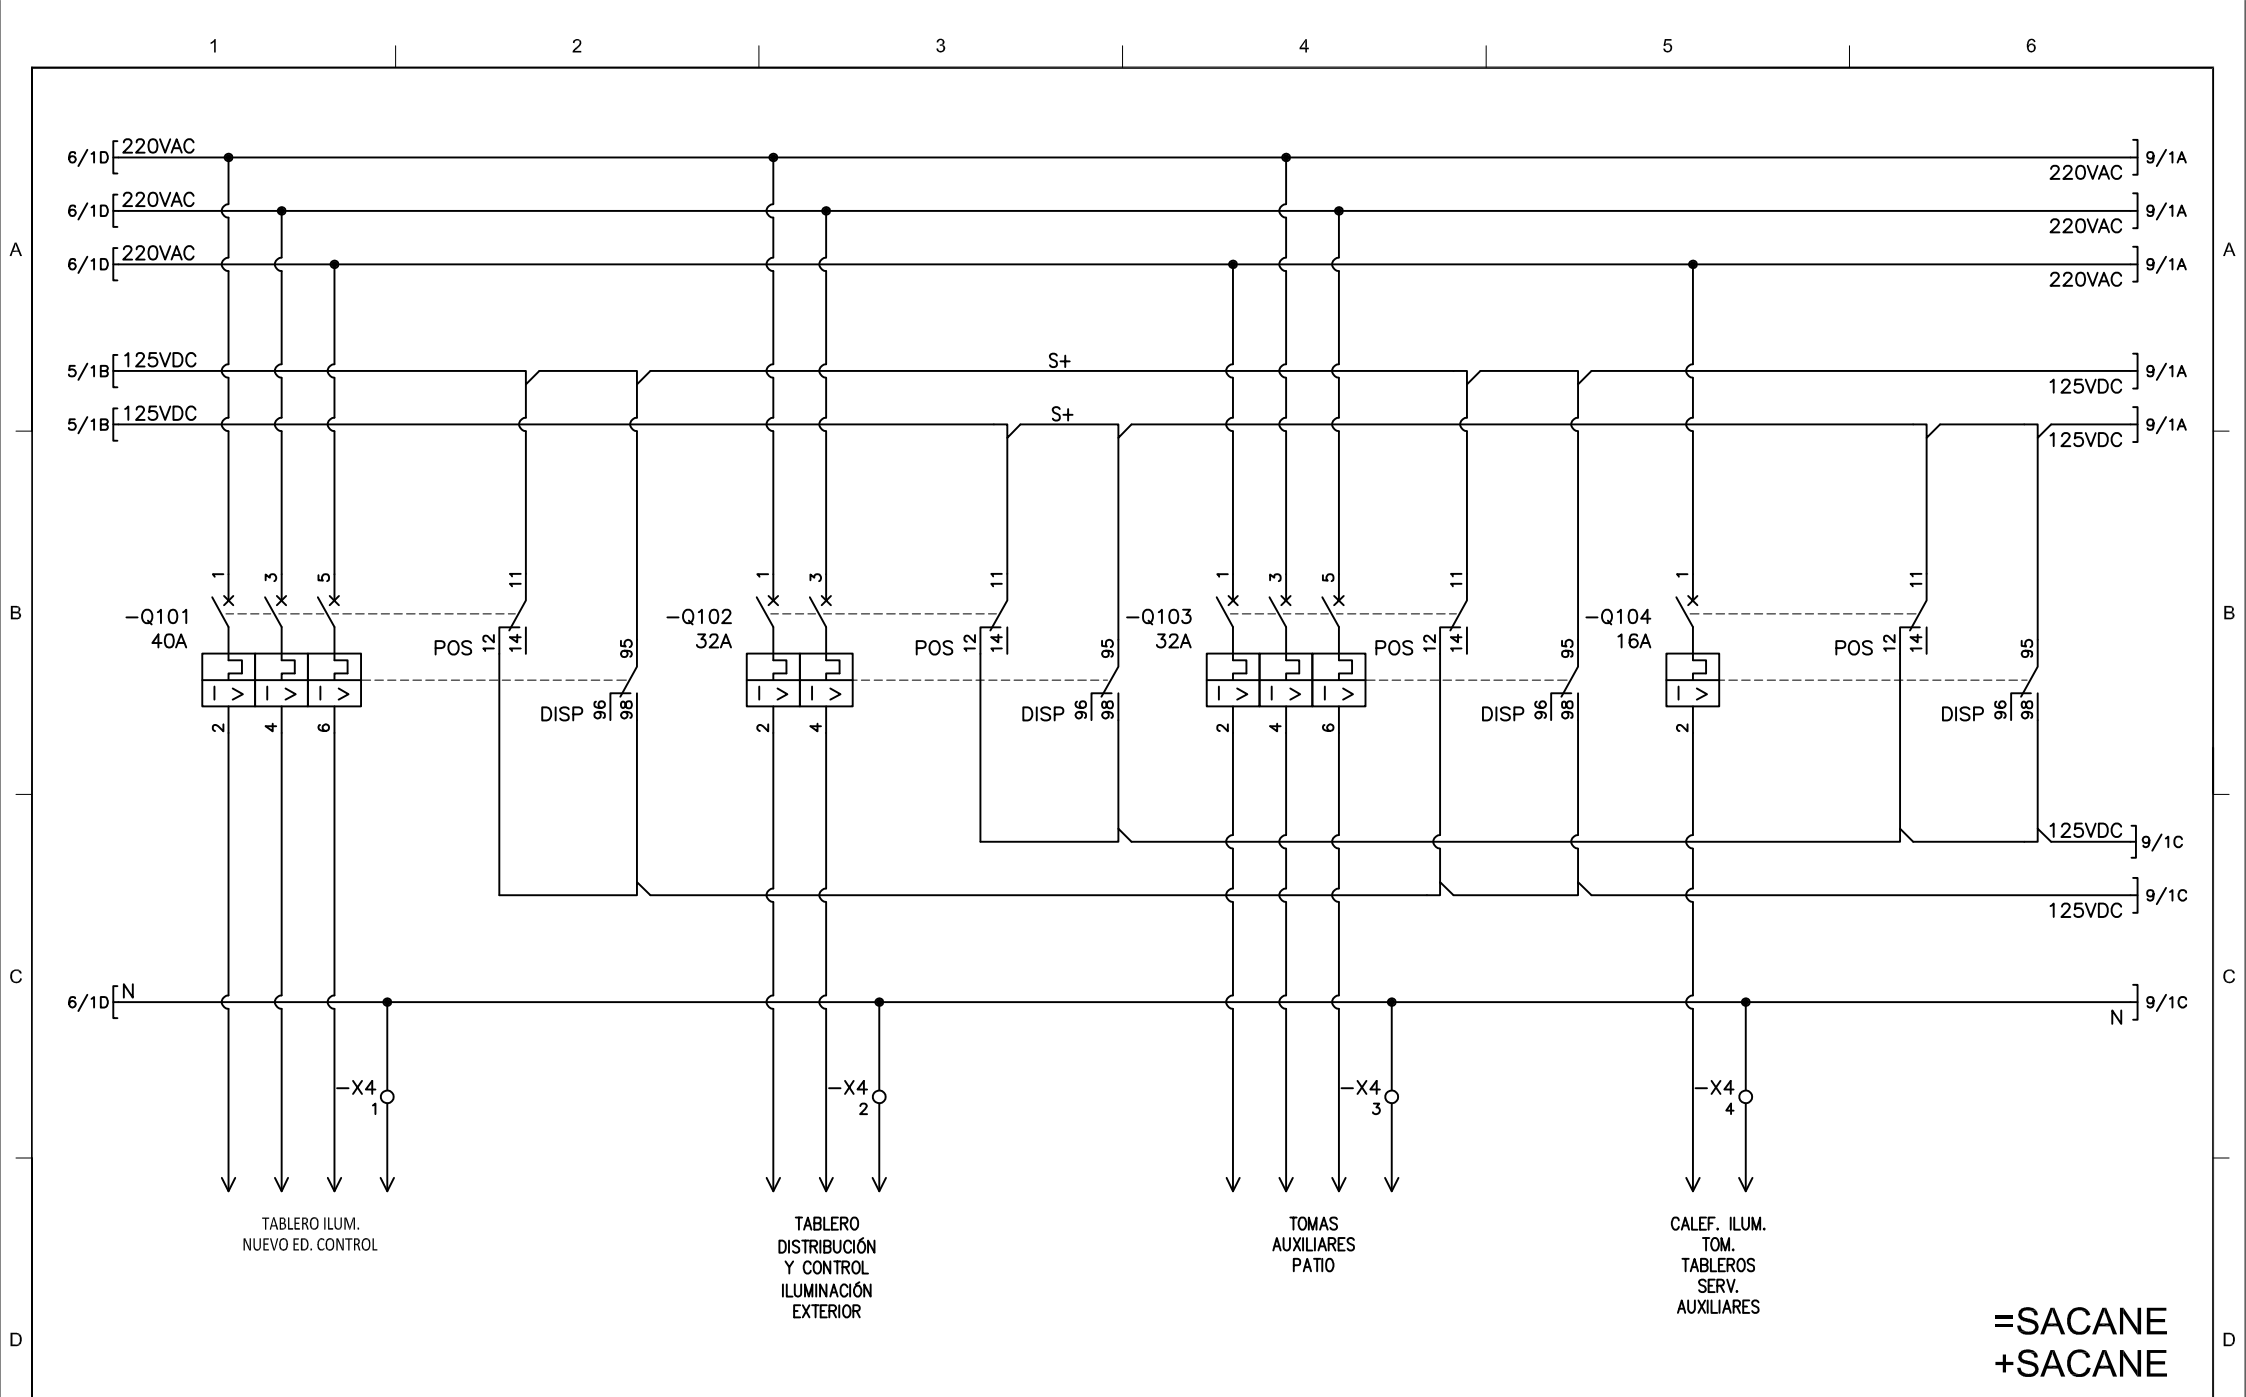 1 2 3 4 5 6
6/1D 220VAC 9/1A
220VAC
6/1D 220VAC 9/1A
220VAC
A A
6/1D 220VAC 9/1A
220VAC
5/1B 125VDC S+ 9/1A
125VDC
5/1B 125VDC S+ 9/1A
125VDC
1 3 5 11 1 3 11 1 3 5 11 1 11
B B
-Q101 -Q102 -Q103 -Q104
40A 32A 32A 16A
POS 12 14 95 POS 12 14 95 POS 12 14 95 POS 12 14 95
I > I > I > I > I > I > I > I > I >
DISP 96 98 DISP 96 98 DISP 96 98 DISP 96 98
2 4 6 2 4 2 4 6 2
125VDC 9/1C
9/1C
125VDC
C C
6/1D N 9/1C
N
-X4 -X4 -X4 -X4
1 2 3 4
TABLERO ILUM.
NUEVO ED. CONTROL
TABLERO
DISTRIBUCIÓN
Y CONTROL
ILUMINACIÓN
EXTERIOR
TOMAS
AUXILIARES
PATIO
CALEF. ILUM.
TOM.
TABLEROS
SERV.
AUXILIARES
D D
=SACANE
+SACANE